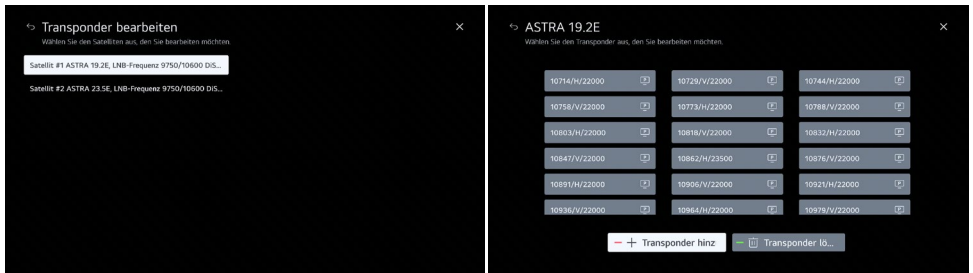 Transponder bearbeiten
Wählen Sie den Satelliten aus, den Sie bearbeiten möchten.
Satellit #1 ASTRA 19.2E, LNB-Frequenz 9750/10600 DiS...
Satellit #2 ASTRA 23.5E, LNB-Frequenz 9750/10600 DiS...
ASTRA 19.2E
Wählen Sie den Transponder aus, den Sie bearbeiten möchten.
10714/H/22000 10729/V/22000 10744/H/22000
10758/V/22000 10773/H/22000 10788/V/22000
10803/H/22000 10818/V/22000 10832/H/22000
10847/V/22000 10862/H/23500 10876/V/22000
10891/H/22000 10906/V/22000 10921/H/22000
10936/V/22000 10964/H/22000 10979/V/22000
Transponder hinz Transponder lö...